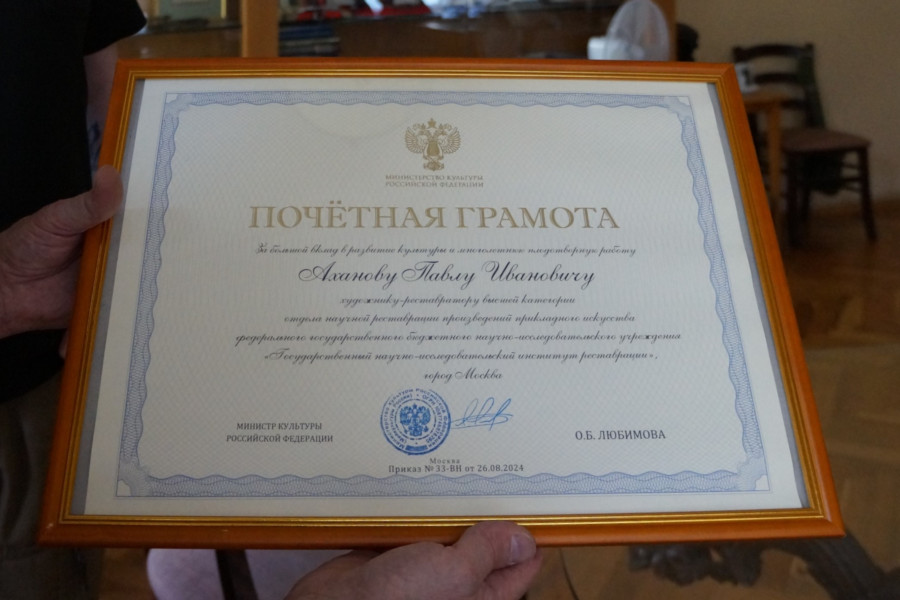 МИНИСТЕРСТВО КУЛЬТУРЫ
РОССИЙСКОЙ ФЕДЕРАЦИИ
ПОЧЁТНАЯ ГРАМОТА
За большой вклад в развитие культуры и многолетнюю плодотворную работу
Аханову Павлу Ивановичу
художнику-реставратору высшей категории
отдела научной реставрации произведений прикладного искусства
федерального государственного бюджетного научно-исследовательского учреждения
«Государственный научно-исследовательский институт реставрации»,
город Москва
МИНИСТР КУЛЬТУРЫ
РОССИЙСКОЙ ФЕДЕРАЦИИ
О.Б. ЛЮБИМОВА
Москва
Приказ № 33-ВН от 26.08.2024